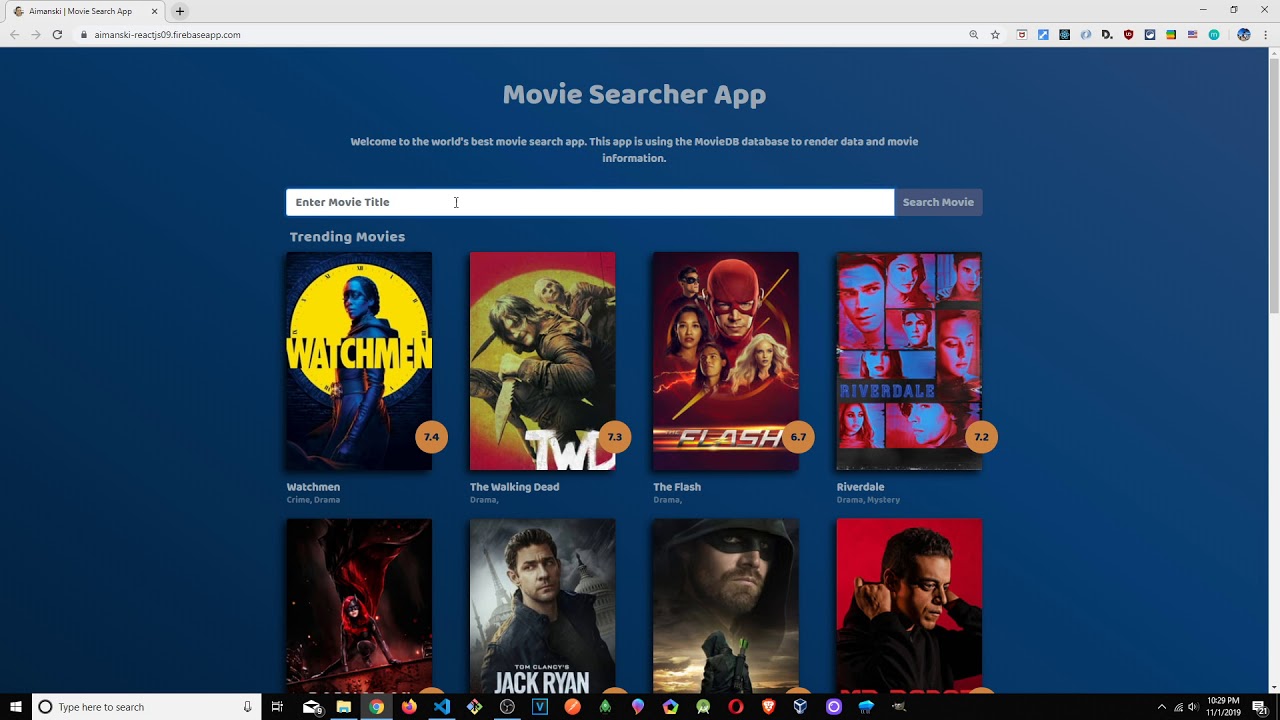 Aimanski | Movie Search App
aimanski-reactjs09.firebaseapp.com
Movie Searcher App
Welcome to the world's best movie search app. This app is using the MovieDB database to render data and movie
information.
Enter Movie Title
Search Movie
Trending Movies
WATCHMEN
TWD
THE FLASH
RIVERDALE
7.4
7.3
6.7
7.2
Watchmen
The Walking Dead
The Flash
Riverdale
Crime, Drama
Drama,
Drama,
Drama, Mystery
TOM CLANCY'S
JACK RYAN
MR. ROBOT
Type here to search
10:29 PM
11/1/2019